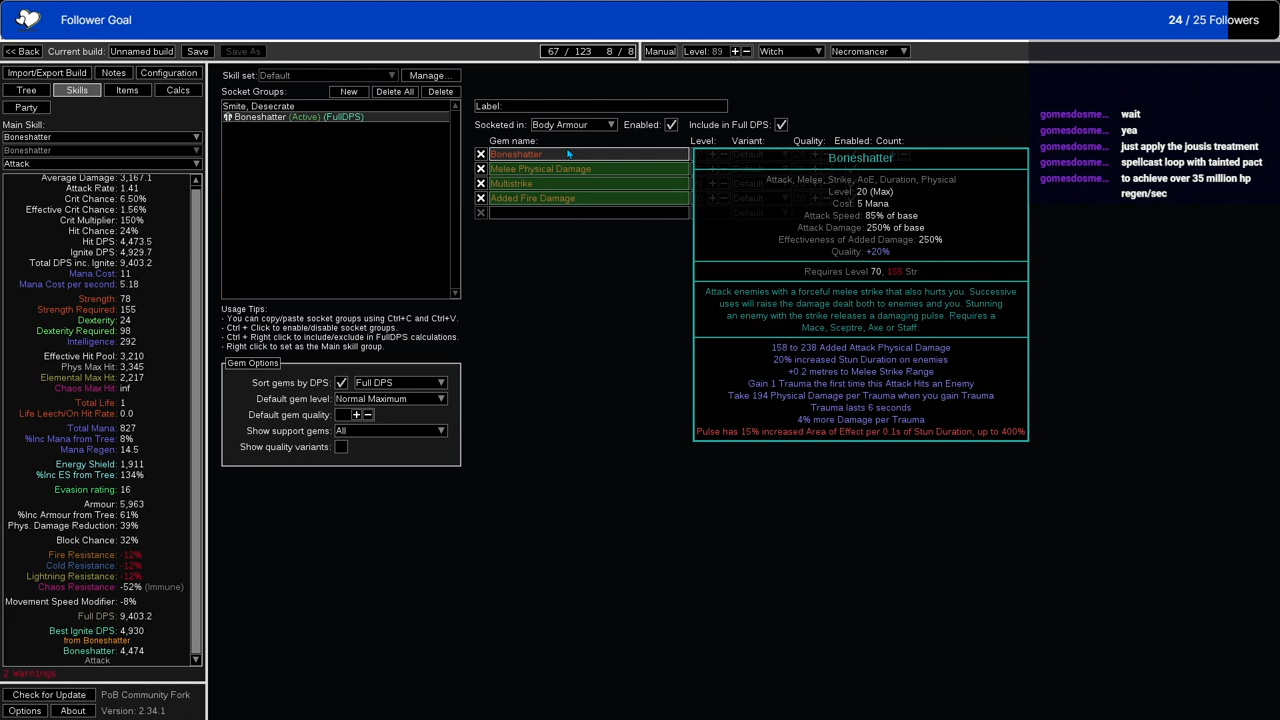 Follower Goal
24 / 25 Followers
<< Back
Current build:
Unnamed build
Save
Save As
67 / 123 8 / 8
Manual
Level: 89
+
-
Witch
Necromancer
Import/Export Build
Notes
Configuration
Tree
Skills
Items
Calcs
Party
Main Skill:
Boneshatter
Boneshatter
Attack
Average Damage: 3,167.1
Attack Rate: 1.41
Crit Chance: 6.50%
Effective Crit Chance: 1.56%
Crit Multiplier: 150%
Hit Chance: 24%
Hit DPS: 4,473.5
Ignite DPS: 4,929.7
Total DPS inc. Ignite: 9,403.2
Mana Cost: 11
Mana Cost per second: 5.18
Strength: 78
Strength Required: 155
Dexterity: 24
Dexterity Required: 98
Intelligence: 292
Effective Hit Pool: 3,210
Phys Max Hit: 3,345
Elemental Max Hit: 2,217
Chaos Max Hit: inf
Total Life: 1
Life Leech/On Hit Rate: 0.0
Total Mana: 827
%Inc Mana from Tree: 8%
Mana Regen: 14.5
Energy Shield: 1,911
%Inc ES from Tree: 134%
Evasion rating: 16
Armour: 5,963
%Inc Armour from Tree: 61%
Phys. Damage Reduction: 39%
Block Chance: 32%
Fire Resistance: -12%
Cold Resistance: -12%
Lightning Resistance: -12%
Chaos Resistance: -52% (Immune)
Movement Speed Modifier: -8%
Full DPS: 9,403.2
Best Ignite DPS: 4,930
from Boneshatter
Boneshatter: 4,474
Attack
2 Warnings
Check for Update
PoB Community Fork
Options
About
Version: 2.34.1
Skill set:
Default
Manage...
Socket Groups:
New
Delete All
Delete
Smite, Desecrate
Boneshatter (Active) (FullDPS)
Usage Tips:
- You can copy/paste socket groups using Ctrl+C and Ctrl+V.
- Ctrl + Click to enable/disable socket groups.
- Ctrl + Right click to include/exclude in FullDPS calculations.
- Right click to set as the Main skill group.
Gem Options
Sort gems by DPS:
Full DPS
Default gem level:
Normal Maximum
Default gem quality:
+
-
Show support gems:
All
Show quality variants:
Label:
Socketed in:
Body Armour
Enabled:
Include in Full DPS:
Gem name:
Level:
Variant:
Quality:
Enabled:
Count:
Boneshatter
Melee Physical Damage
Multistrike
Added Fire Damage
Boneshatter
Attack, Melee, Strike, AoE, Duration, Physical
Level: 20 (Max)
Cost: 5 Mana
Attack Speed: 85% of base
Attack Damage: 250% of base
Effectiveness of Added Damage: 250%
Quality: +20%
Requires Level 70, 155 Str
Attack enemies with a forceful melee strike that also hurts you. Successive
uses will raise the damage dealt both to enemies and you. Stunning
an enemy with the strike releases a damaging pulse. Requires a
Mace, Sceptre, Axe or Staff.
158 to 238 Added Attack Physical Damage
20% increased Stun Duration on enemies
+0.2 metres to Melee Strike Range
Gain 1 Trauma the first time this Attack Hits an Enemy
Take 194 Physical Damage per Trauma when you gain Trauma
Trauma lasts 6 seconds
4% more Damage per Trauma
Pulse has 15% increased Area of Effect per 0.1s of Stun Duration, up to 400%
gomesdosme... wait
gomesdosme... yea
gomesdosme... just apply the jousis treatment
gomesdosme... spellcast loop with tainted pact
gomesdosme... to achieve over 35 million hp
regen/sec